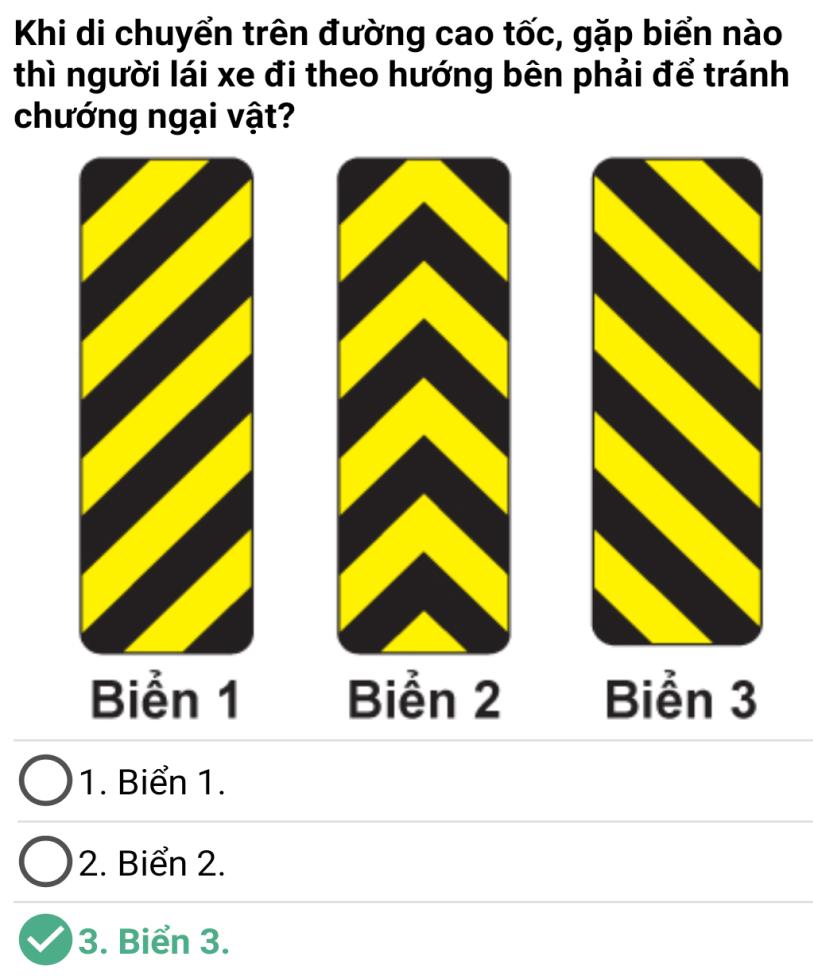 Khi di chuyển trên đường cao tốc, gặp biển nào
thì người lái xe đi theo hướng bên phải để tránh
chướng ngại vật?
Biển 1
Biển 2
Biển 3
1. Biển 1.
2. Biển 2.
3. Biển 3.